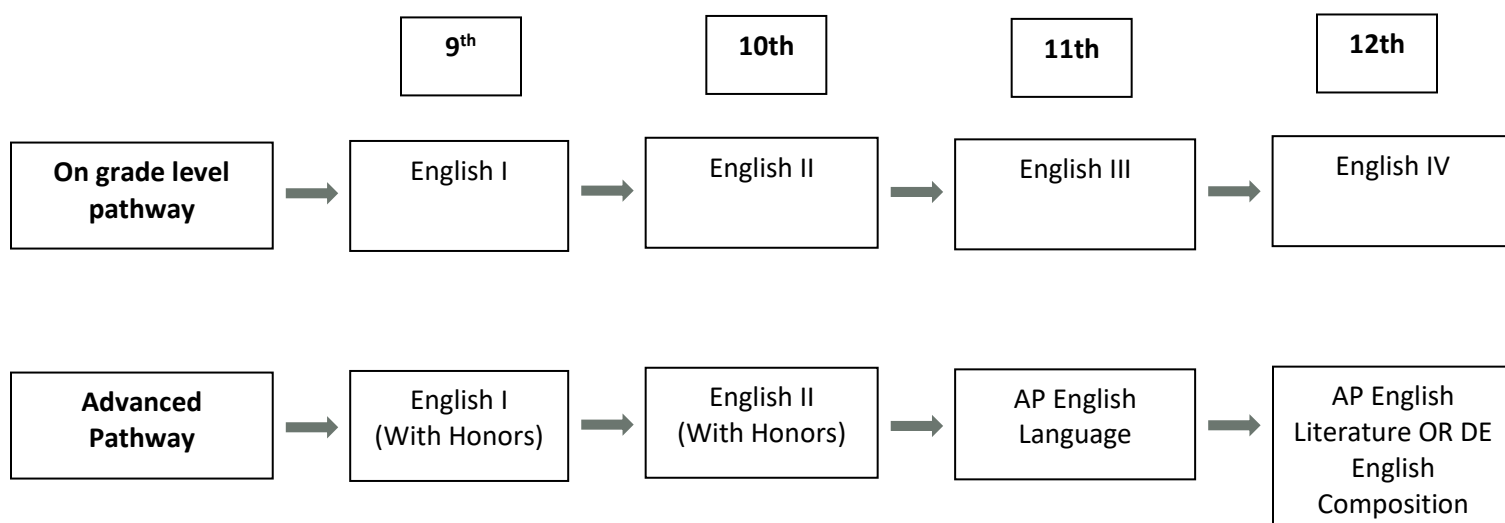 9th
10th
11th
12th
On grade level
pathway
English I
English II
English III
English IV
Advanced
Pathway
English I
(With Honors)
English II
(With Honors)
AP English
Language
AP English
Literature OR DE
English
Composition